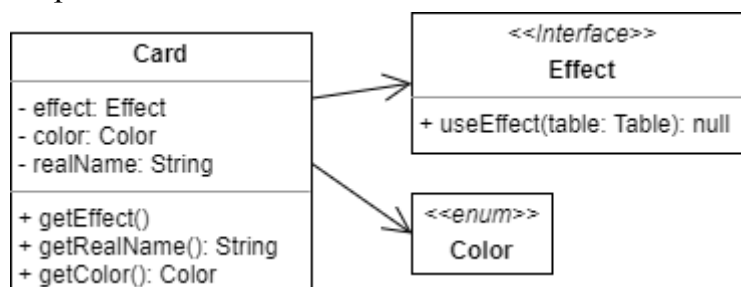 Card
- effect: Effect
- color: Color
- realName: String
+ getEffect()
+ getRealName(): String
+ getColor(): Color
<<Interface>>
Effect
+ useEffect(table: Table): null
<<enum>>
Color